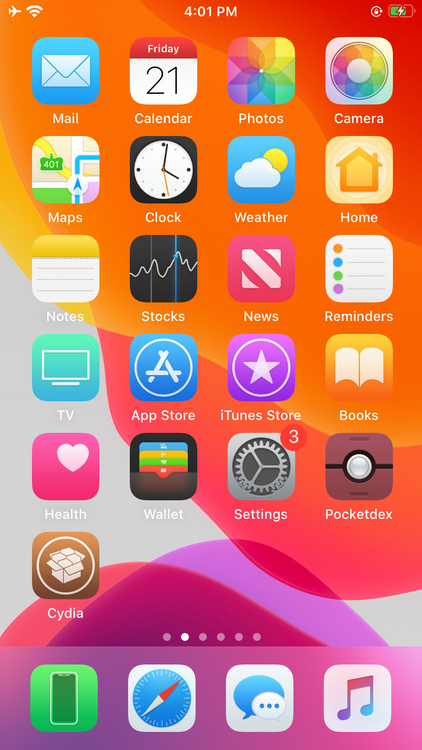 4:01 PM
Friday
21
Mail
Calendar
Photos
Camera
401
Maps
Clock
Weather
Home
Notes
Stocks
News
Reminders
TV
App Store
iTunes Store
Books
3
Health
Wallet
Settings
Pocketdex
Cydia